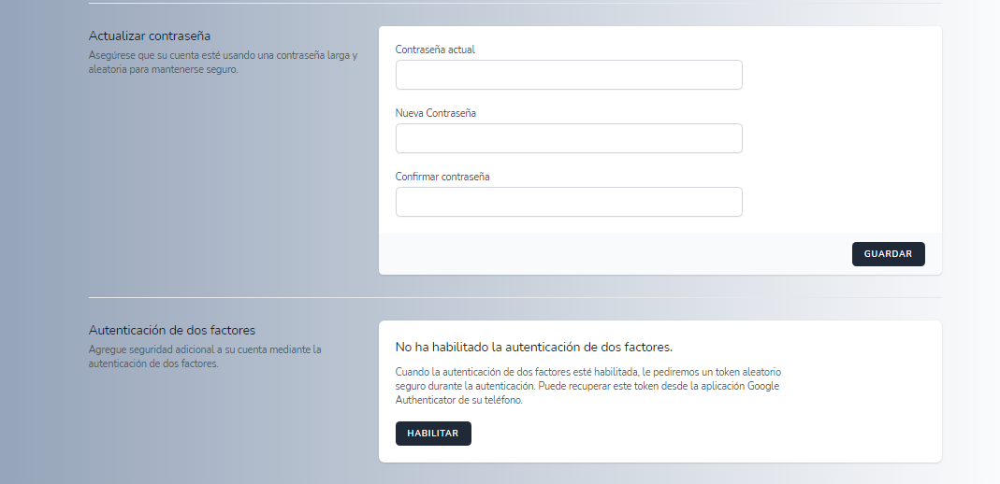 Actualizar contraseña
Asegúrese que su cuenta esté usando una contraseña larga y
aleatoria para mantenerse seguro.
Contraseña actual
Nueva Contraseña
Confirmar contraseña
GUARDAR
Autenticación de dos factores
Agregue seguridad adicional a su cuenta mediante la
autenticación de dos factores.
No ha habilitado la autenticación de dos factores.
Cuando la autenticación de dos factores esté habilitada, le pediremos un token aleatorio
seguro durante la autenticación. Puede recuperar este token desde la aplicación Google
Authenticator de su teléfono.
HABILITAR